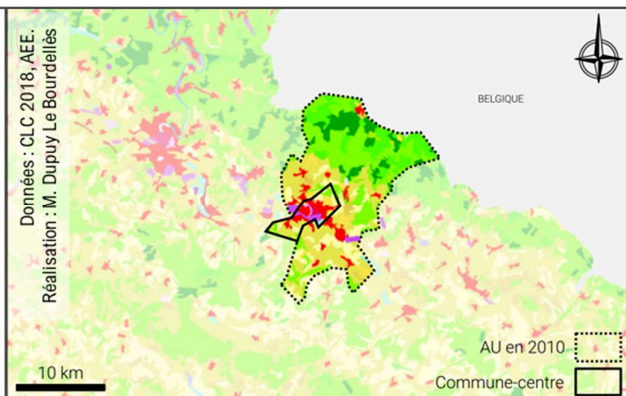 Données : CLC 2018, AEE.
Réalisation : M. Dupuy Le Bourdellès
BELGIQUE
AU en 2010
Commune-centre
10 km